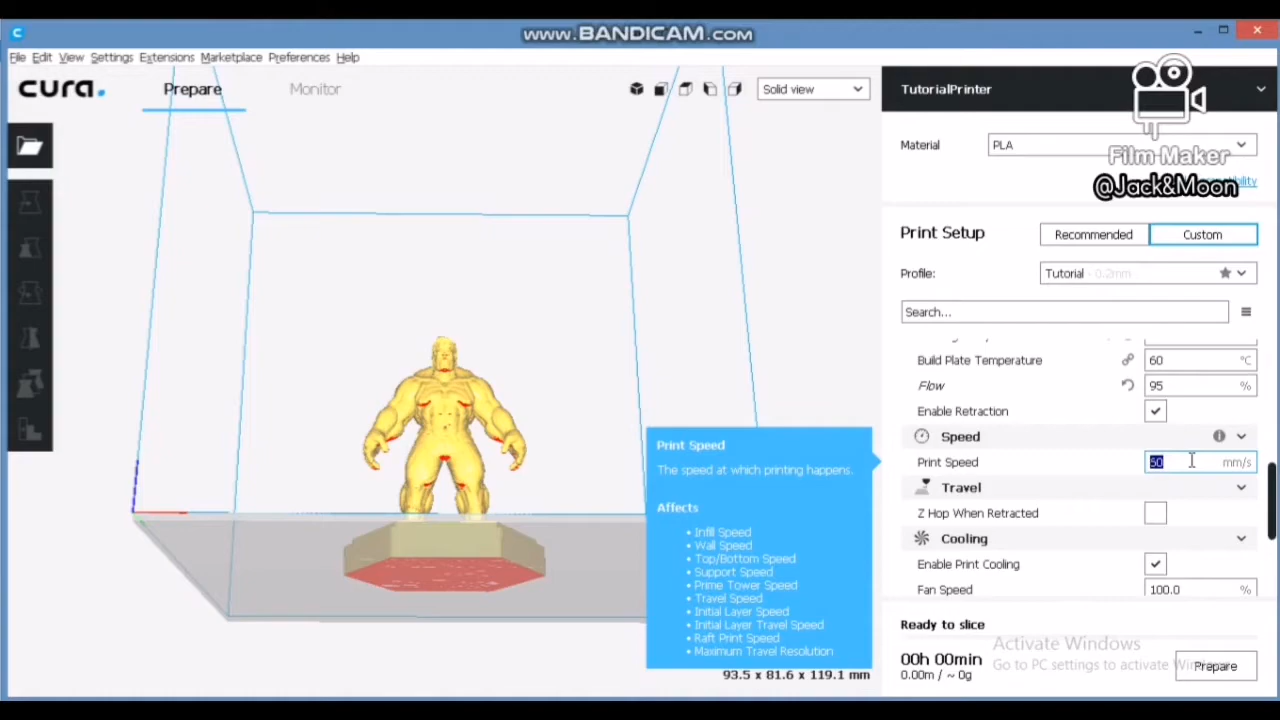 www.BANDICAM.com
File Edit View Settings Extensions Marketplace Preferences Help
cura.
Prepare
Monitor
Solid view
TutorialPrinter
Material
PLA
Film Maker
@Jack&Moon
Print Setup
Recommended
Custom
Profile:
Tutorial - 0.2mm
Search...
Build Plate Temperature
60 °C
Flow
95 %
Enable Retraction
Speed
Print Speed
50 mm/s
Travel
Z Hop When Retracted
Cooling
Enable Print Cooling
Fan Speed
100.0 %
Print Speed
The speed at which printing happens.
Affects
• Infill Speed
• Wall Speed
• Top/Bottom Speed
• Support Speed
• Prime Tower Speed
• Travel Speed
• Initial Layer Speed
• Initial Layer Travel Speed
• Raft Print Speed
• Maximum Travel Resolution
93.5 x 81.6 x 119.1 mm
Ready to slice
Activate Windows
Go to PC settings to activate Windows.
00h 00min
0.00m / ~ 0g
Prepare